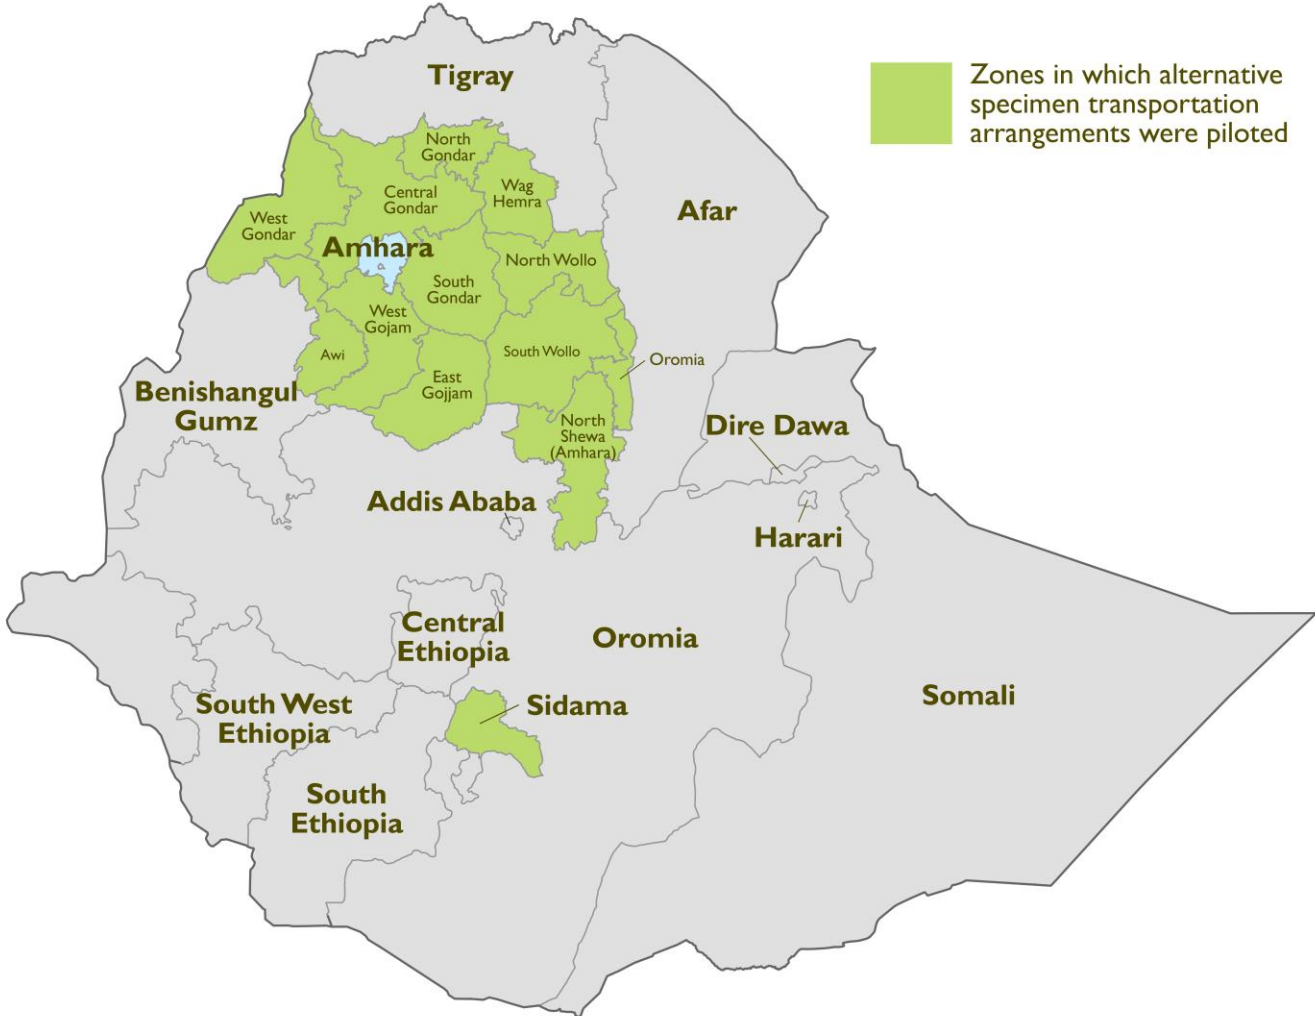 Tigray
Zones in which alternative
specimen transportation
arrangements were piloted
North
Gondar
Central
Gondar
Wag
Hemra
West
Gondar
Afar
Amhara
North Wollo
South
Gondar
West
Gojam
Awi
South Wollo
Oromia
East
Gojjam
Benishangul
Gumz
North
Shewa
(Amhara)
Dire Dawa
Addis Ababa
Harari
Central
Ethiopia
Oromia
South West
Ethiopia
Sidama
Somali
South
Ethiopia